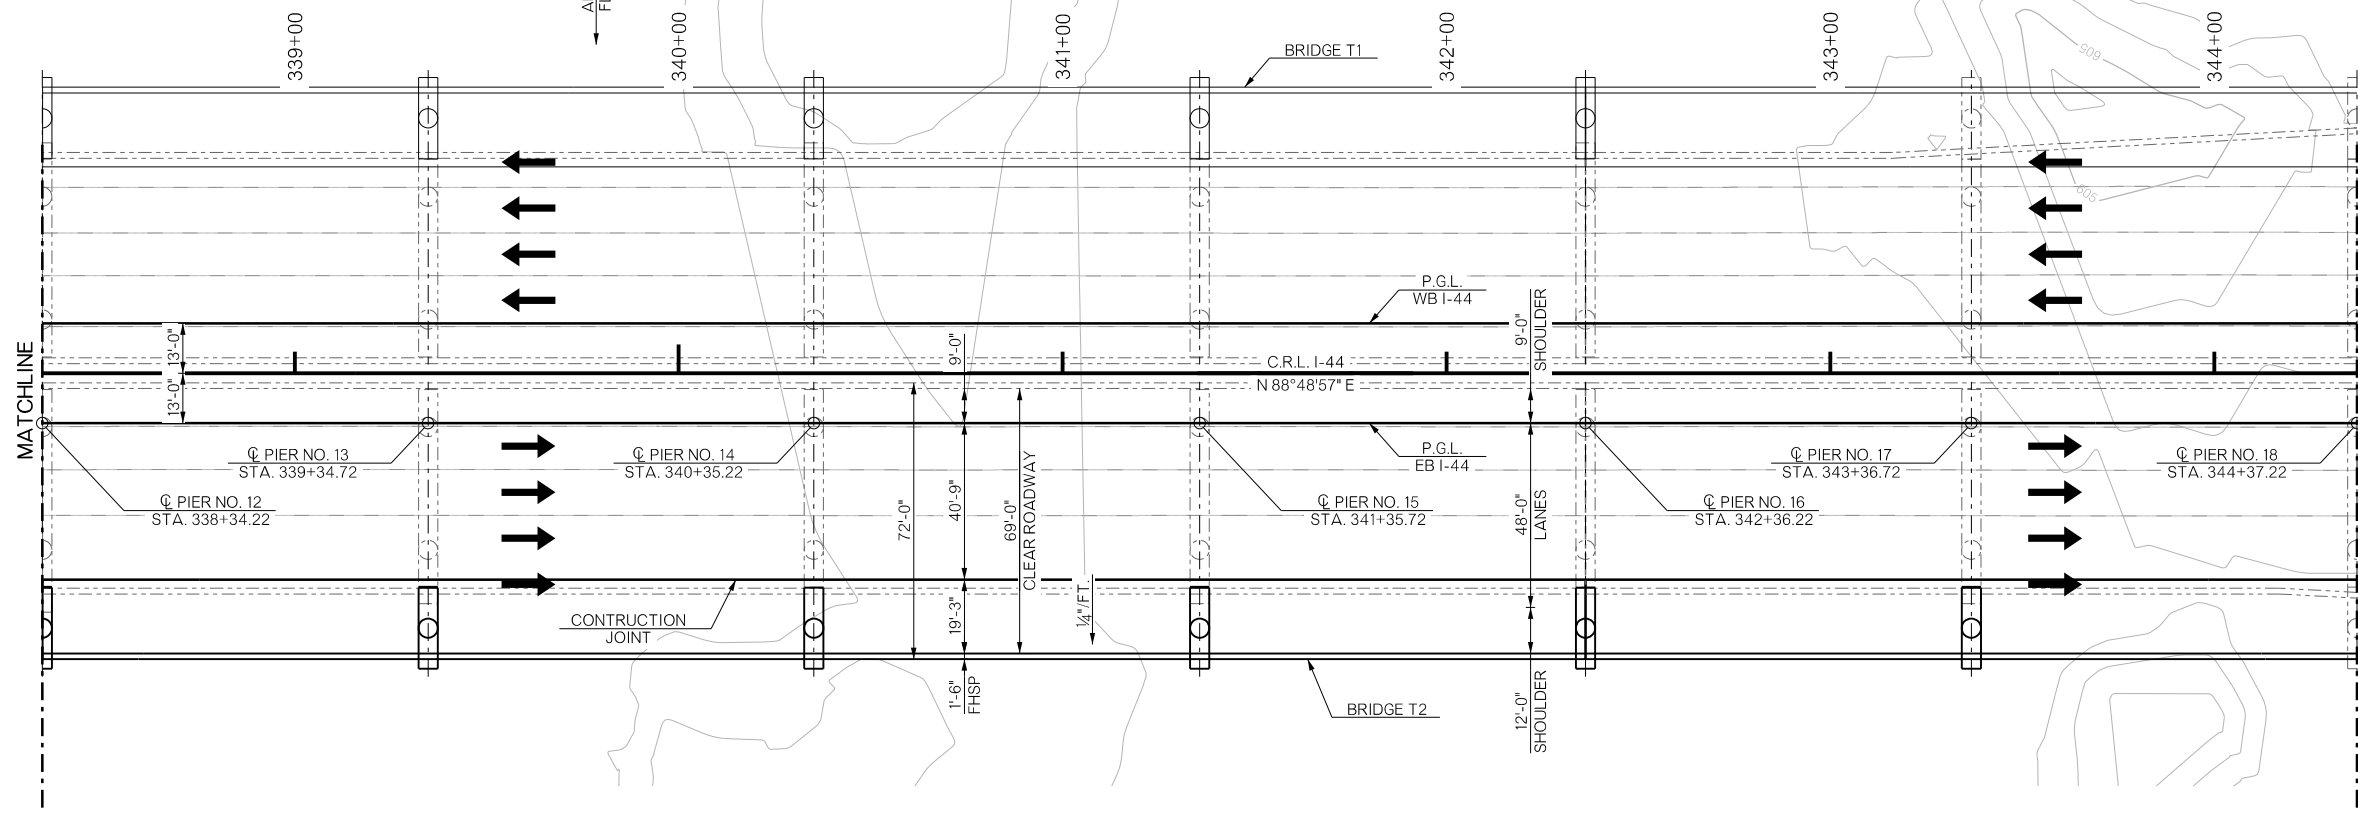 339+00
340+00
341+00
342+00
343+00
344+00
BRIDGE T1
605
605
P.G.L.
WB I-44
9'-0"
SHOULDER
13'-0"
13'-0"
9'-0"
C.R.L. I-44
N 88°48'57" E
MATCHLINE
℄ PIER NO. 13
STA. 339+34.72
℄ PIER NO. 14
STA. 340+35.22
P.G.L.
EB I-44
℄ PIER NO. 17
STA. 343+36.72
℄ PIER NO. 18
STA. 344+37.22
℄ PIER NO. 12
STA. 338+34.22
℄ PIER NO. 15
STA. 341+35.72
℄ PIER NO. 16
STA. 342+36.22
72'-0"
40'-9"
69'-0"
CLEAR ROADWAY
48'-0"
LANES
CONTRUCTION
JOINT
19'-3"
¼"/FT.
1'-6"
FHSP
BRIDGE T2
12'-0"
SHOULDER